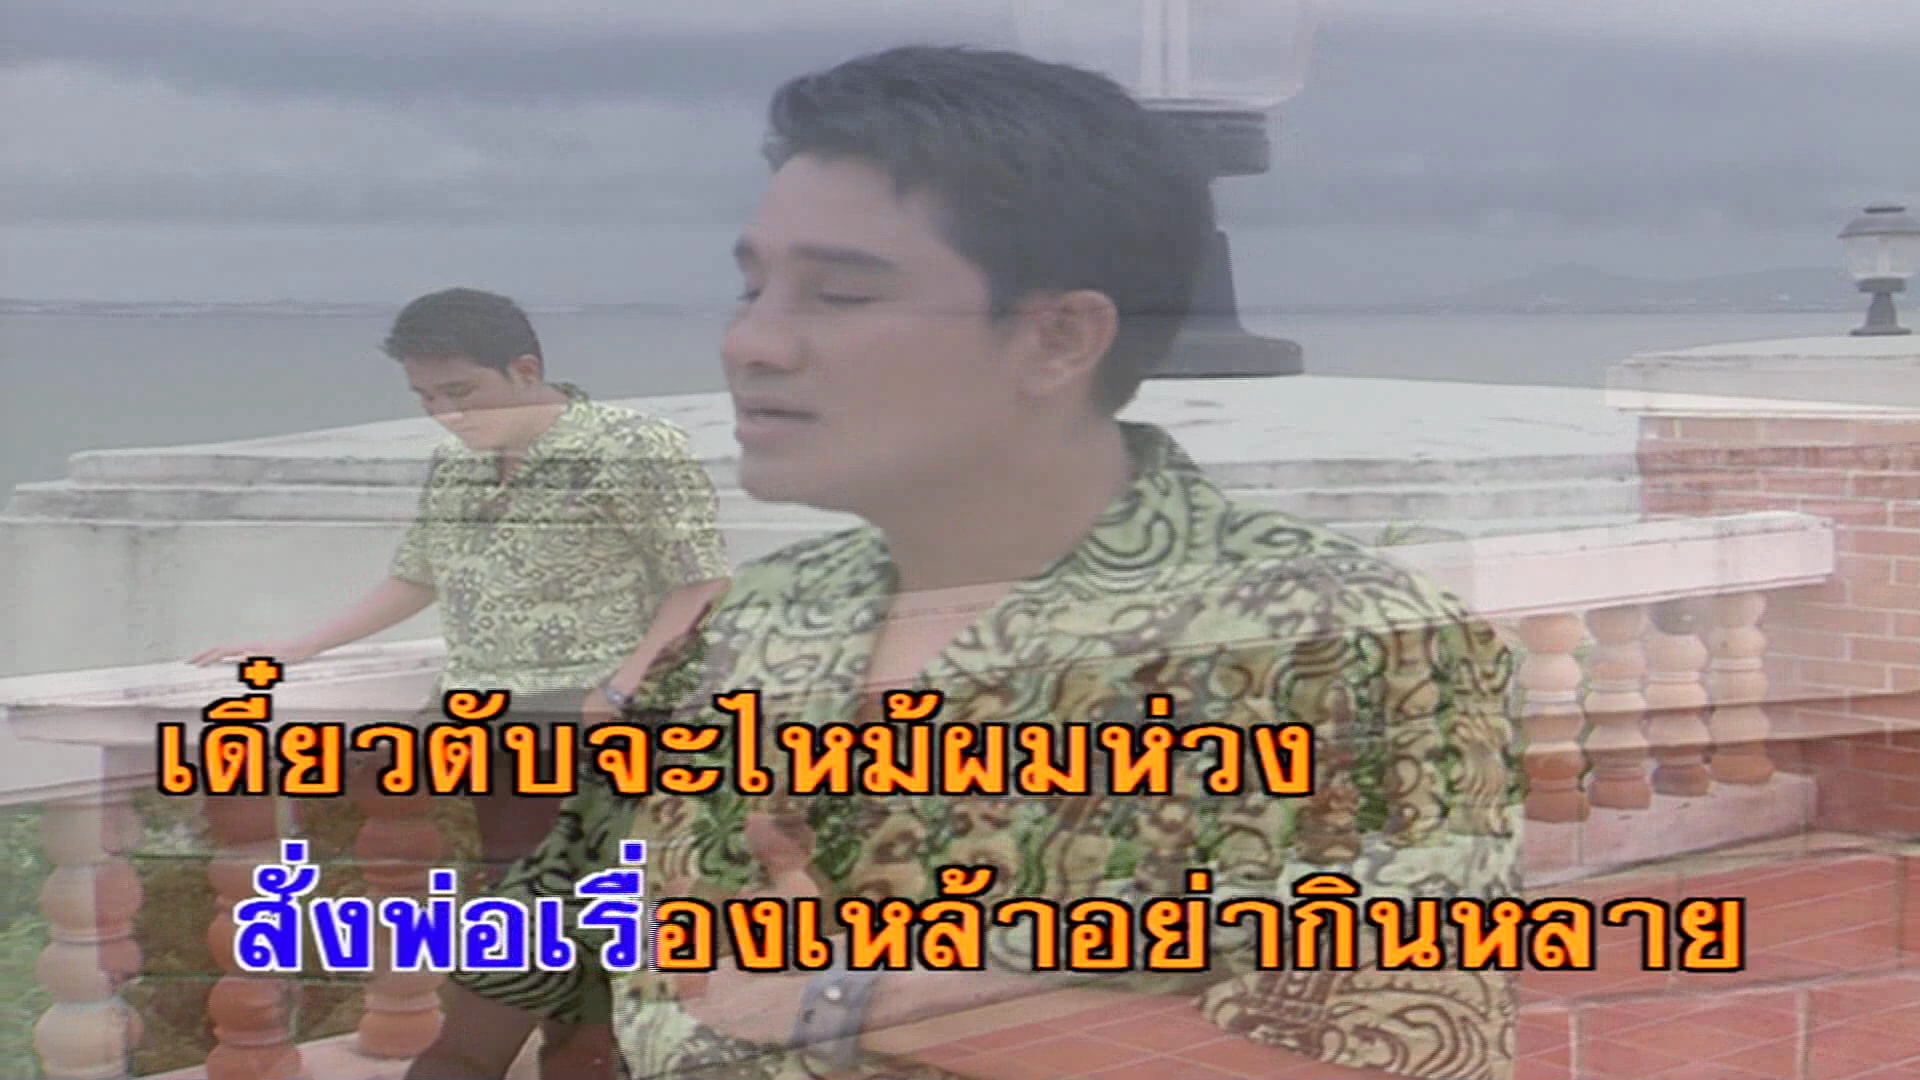 เดี๋ยวตับจะไหม้ผมห่วง
สั่งพ่อเรื่องเหล้าอย่ากินหลาย